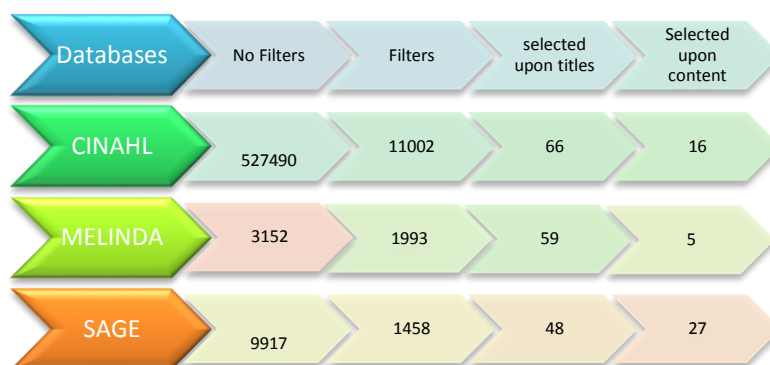 Databases
No Filters
Filters
selected
upon titles
Selected
upon
content
CINAHL
527490
11002
66
16
MELINDA
3152
1993
59
5
SAGE
9917
1458
48
27